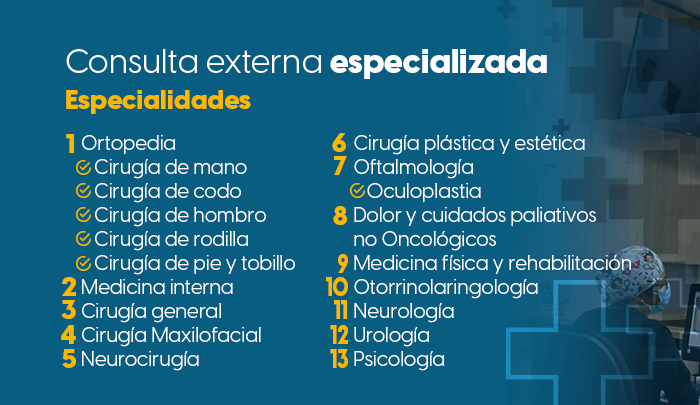 Consulta externa especializada
Especialidades
1 Ortopedia
Cirugía de mano
Cirugía de codo
Cirugía de hombro
Cirugía de rodilla
Cirugía de pie y tobillo
2 Medicina interna
3 Cirugía general
4 Cirugía Maxilofacial
5 Neurocirugía
6 Cirugía plástica y estética
7 Oftalmología
Oculoplastia
8 Dolor y cuidados paliativos
no Oncológicos
9 Medicina física y rehabilitación
10 Otorrinolaringología
11 Neurología
12 Urología
13 Psicología